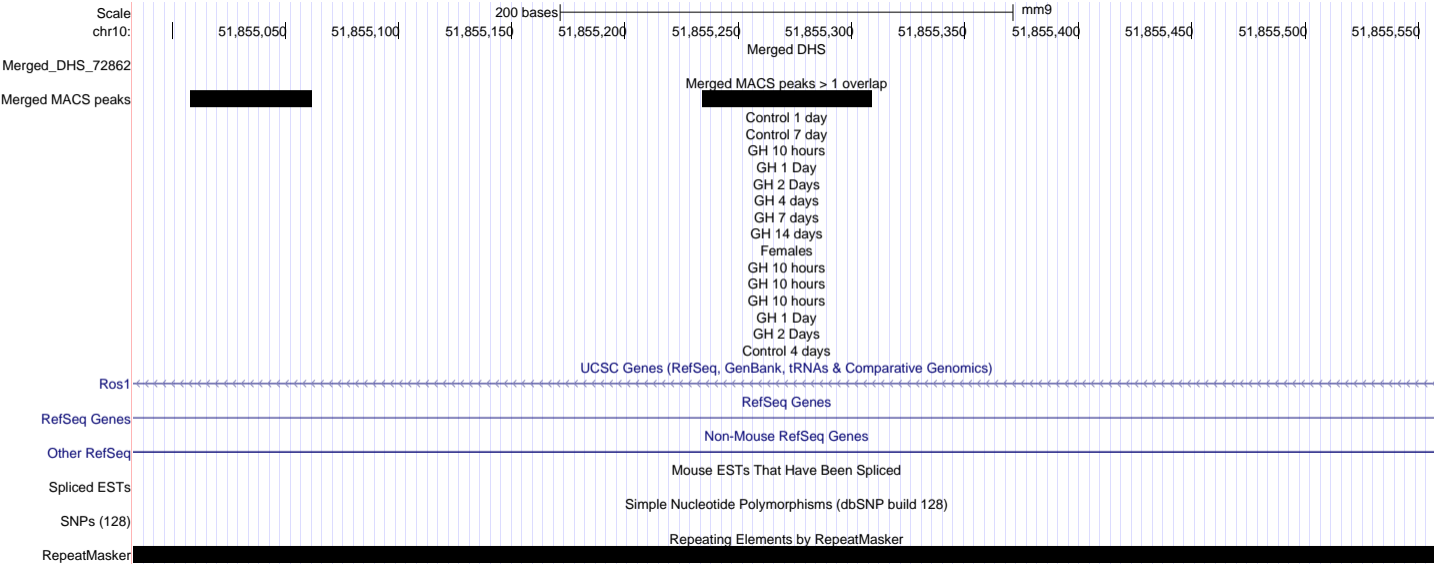 Scale 200 bases mm9
chr10: 51,855,050 51,855,100 51,855,150 51,855,200 51,855,250 51,855,300 51,855,350 51,855,400 51,855,450 51,855,500 51,855,550
Merged DHS
Merged_DHS_72862
Merged MACS peaks > 1 overlap
Merged MACS peaks
Control 1 day
Control 7 day
GH 10 hours
GH 1 Day
GH 2 Days
GH 4 days
GH 7 days
GH 14 days
Females
GH 10 hours
GH 10 hours
GH 10 hours
GH 1 Day
GH 2 Days
Control 4 days
UCSC Genes (RefSeq, GenBank, tRNAs & Comparative Genomics)
Ros1
RefSeq Genes
RefSeq Genes
Non-Mouse RefSeq Genes
Other RefSeq
Mouse ESTs That Have Been Spliced
Spliced ESTs
Simple Nucleotide Polymorphisms (dbSNP build 128)
SNPs (128)
Repeating Elements by RepeatMasker
RepeatMasker